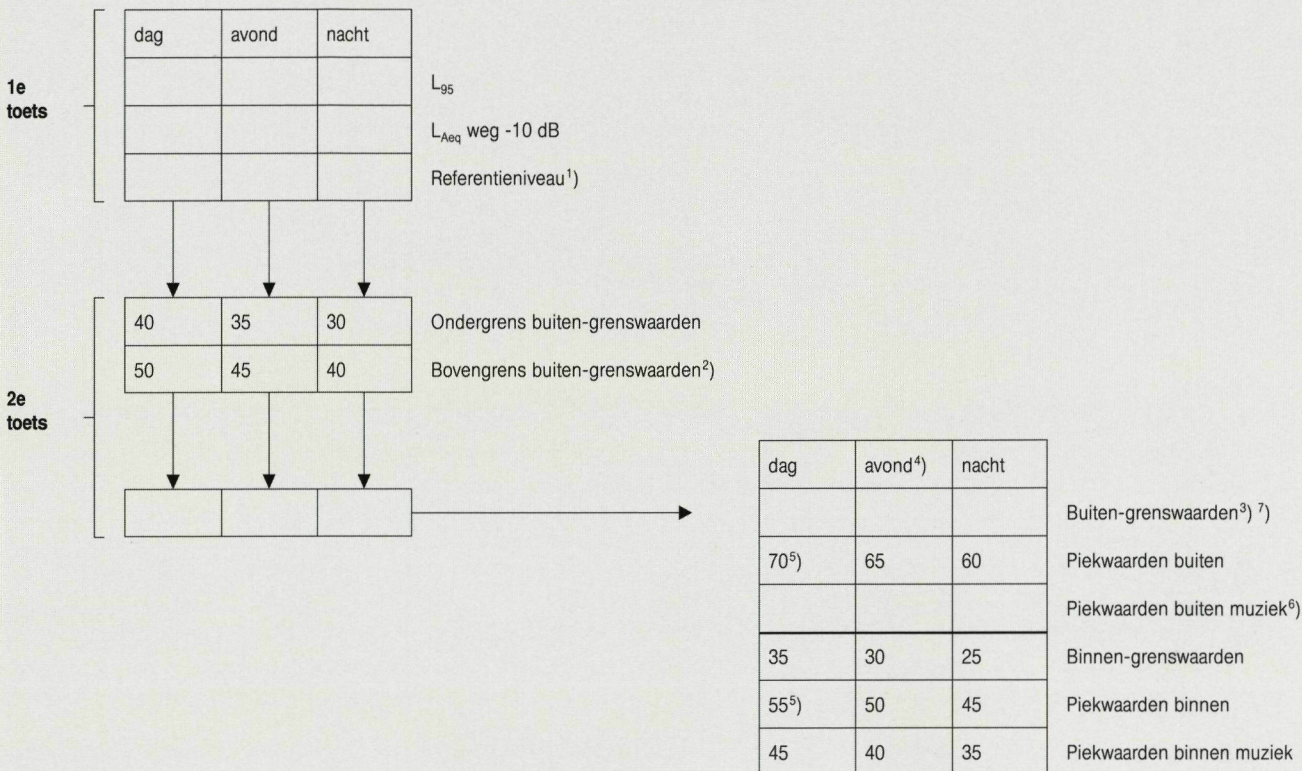 dag avond nacht
1e
toets
L95
LAeq weg -10 dB
Referentieniveau1)
40 35 30 Ondergrens buiten-grenswaarden
50 45 40 Bovengrens buiten-grenswaarden2)
2e
toets
dag avond4) nacht
Buiten-grenswaarden3) 7)
705) 65 60 Piekwaarden buiten
Piekwaarden buiten muziek6)
35 30 25 Binnen-grenswaarden
555) 50 45 Piekwaarden binnen
45 40 35 Piekwaarden binnen muziek